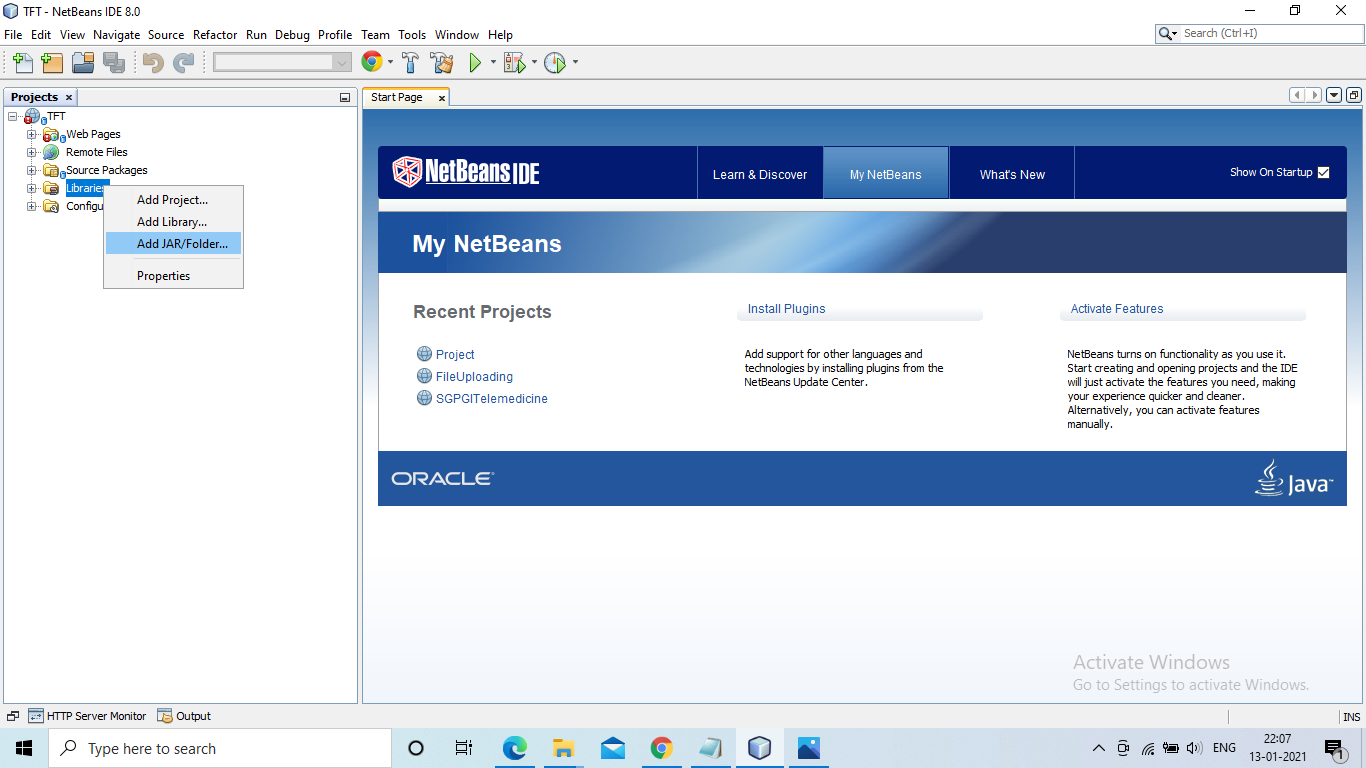 TFT - NetBeans IDE 8.0
File Edit View Navigate Source Refactor Run Debug Profile Team Tools Window Help
Search (Ctrl+I)
Projects
Start Page
TFT
Web Pages
Remote Files
Source Packages
Libraries
Configu
Add Project...
Add Library...
Add JAR/Folder...
Properties
NetBeans IDE
Learn & Discover
My NetBeans
What's New
Show On Startup
My NetBeans
Recent Projects
Project
FileUploading
SGPGITelemedicine
Install Plugins
Add support for other languages and
technologies by installing plugins from the
NetBeans Update Center.
Activate Features
NetBeans turns on functionality as you use it.
Start creating and opening projects and the IDE
will just activate the features you need, making
your experience quicker and cleaner.
Alternatively, you can activate features
manually.
ORACLE
Java
Activate Windows
Go to Settings to activate Windows.
HTTP Server Monitor
Output
INS
Type here to search
ENG
22:07
13-01-2021
1